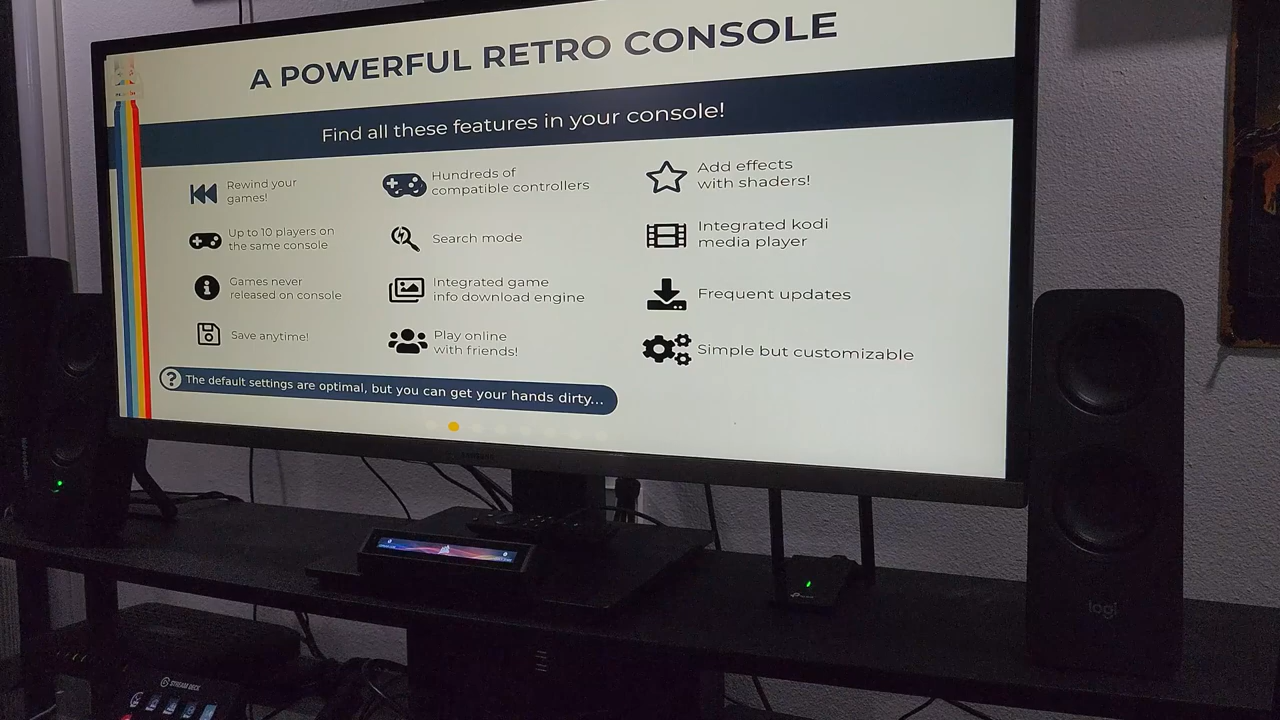 A POWERFUL RETRO CONSOLE
Find all these features in your console!
Rewind your
games!
Up to 10 players on
the same console
Games never
released on console
Save anytime!
Hundreds of
compatible controllers
Search mode
Integrated game
info download engine
Play online
with friends!
Add effects
with shaders!
Integrated kodi
media player
Frequent updates
Simple but customizable
? The default settings are optimal, but you can get your hands dirty...
logi
STREAM DECK